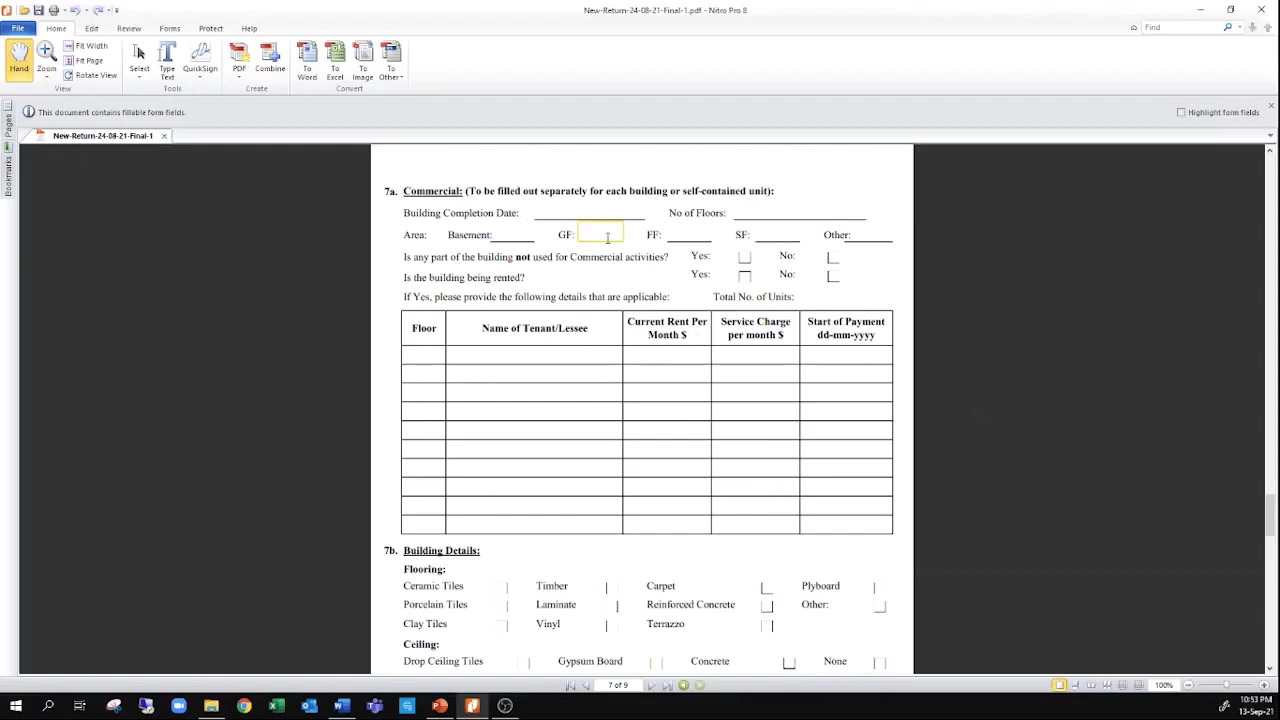 New-Return-24-08-21-Final-1.pdf - Nitro Pro 8
File Home Edit Review Forms Protect Help
Find
Hand
Zoom
Fit Width
Fit Page
Rotate View
View
Select
Type Text
QuickSign
Tools
PDF
Combine
Create
To Word
To Excel
To Image
To Other
Convert
This document contains fillable form fields.
Highlight form fields
Pages
Bookmarks
New-Return-24-08-21-Final-1
7a. Commercial: (To be filled out separately for each building or self-contained unit):
Building Completion Date: No of Floors:
Area: Basement: GF: FF: SF: Other:
Is any part of the building not used for Commercial activities? Yes: No:
Is the building being rented? Yes: No:
If Yes, please provide the following details that are applicable: Total No. of Units:
Floor Name of Tenant/Lessee Current Rent Per Month $ Service Charge per month $ Start of Payment dd-mm-yyyy
7b. Building Details:
Flooring:
Ceramic Tiles Timber Carpet Plyboard
Porcelain Tiles Laminate Reinforced Concrete Other:
Clay Tiles Vinyl Terrazzo
Ceiling:
Drop Ceiling Tiles Gypsum Board Concrete None
7 of 9
100%
10:53 PM
13-Sep-21